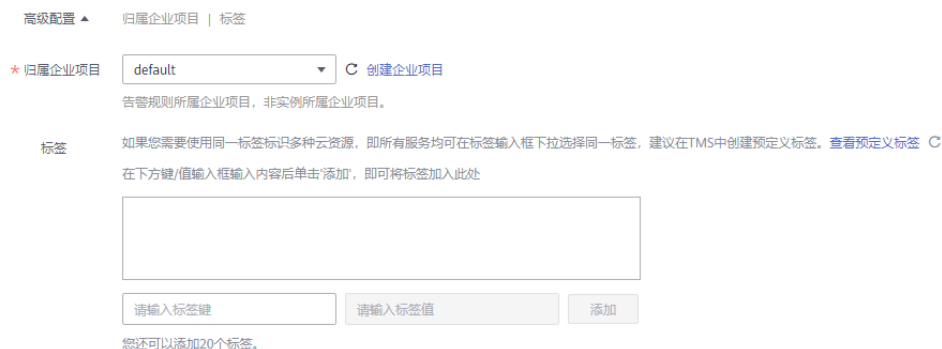 高级配置 ▲ 归属企业项目 | 标签
* 归属企业项目 default 创建企业项目
告警规则所属企业项目，非实例所属企业项目。
标签 如果您需要使用同一标签标识多种云资源，即所有服务均可在标签输入框下拉选择同一标签，建议在TMS中创建预定义标签。查看预定义标签
在下方键/值输入框输入内容后单击'添加'，即可将标签加入此处
请输入标签键 请输入标签值 添加
您还可以添加20个标签。